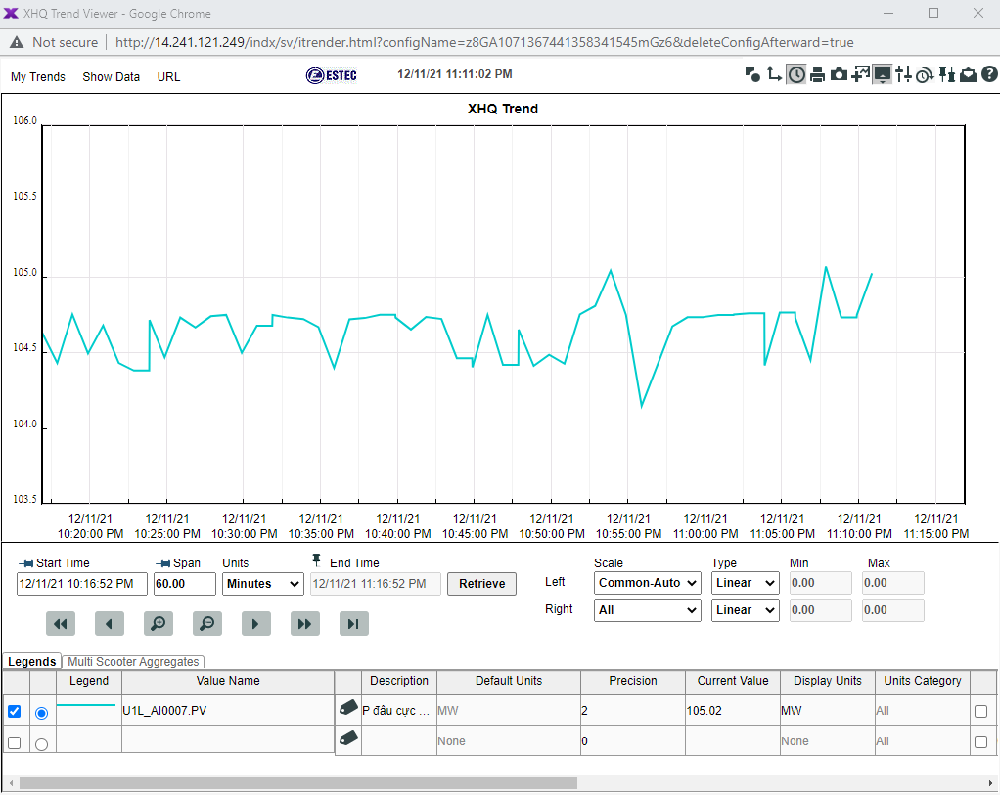 XHQ Trend Viewer - Google Chrome
Not secure http://14.241.121.249/indx/sv/itrender.html?configName=z8GA1071367441358341545mGz6&deleteConfigAfterward=true
My Trends Show Data URL ESTEC 12/11/21 11:11:02 PM
XHQ Trend
106.0
105.5
105.0
104.5
104.0
103.5
12/11/21 12/11/21 12/11/21 12/11/21 12/11/21 12/11/21 12/11/21 12/11/21 12/11/21 12/11/21 12/11/21 12/11/21
10:20:00 PM 10:25:00 PM 10:30:00 PM 10:35:00 PM 10:40:00 PM 10:45:00 PM 10:50:00 PM 10:55:00 PM 11:00:00 PM 11:05:00 PM 11:10:00 PM 11:15:00 PM
Start Time Span Units End Time Scale Type Min Max
12/11/21 10:16:52 PM 60.00 Minutes 12/11/21 11:16:52 PM Retrieve Left Common-Auto Linear 0.00 0.00
Right All Linear 0.00 0.00
Legends Multi Scooter Aggregates
Legend Value Name Description Default Units Precision Current Value Display Units Units Category
U1L_AI0007.PV P đầu cực ... MW 2 105.02 MW All
None 0 None All